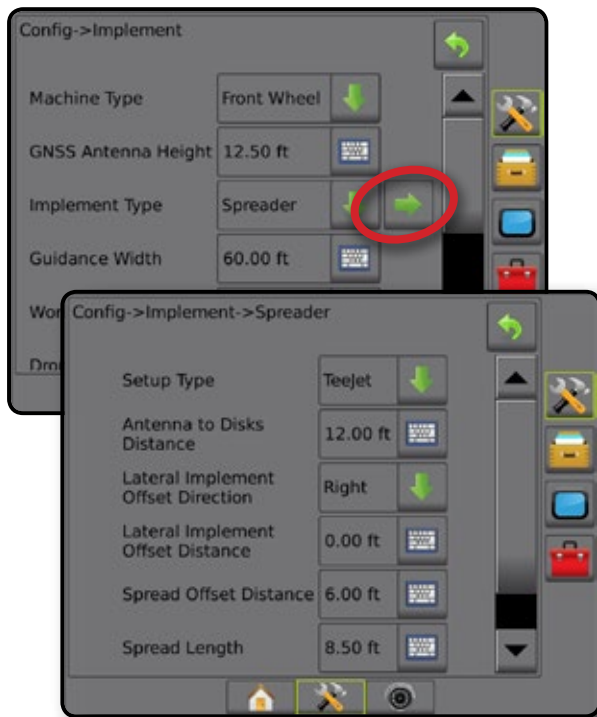 Config->Implement
Machine Type Front Wheel
GNSS Antenna Height 12.50 ft
Implement Type Spreader
Guidance Width 60.00 ft
Config->Implement->Spreader
Setup Type TeeJet
Antenna to Disks
Distance 12.00 ft
Lateral Implement
Offset Direction Right
Lateral Implement
Offset Distance 0.00 ft
Spread Offset Distance 6.00 ft
Spread Length 8.50 ft